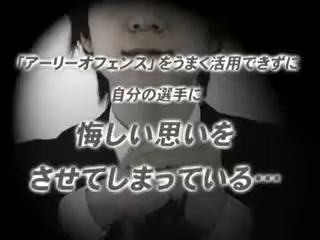 「アーリーオフェンス」をうまく活用できずに
自分の選手に
悔しい思いを
させてしまっている…